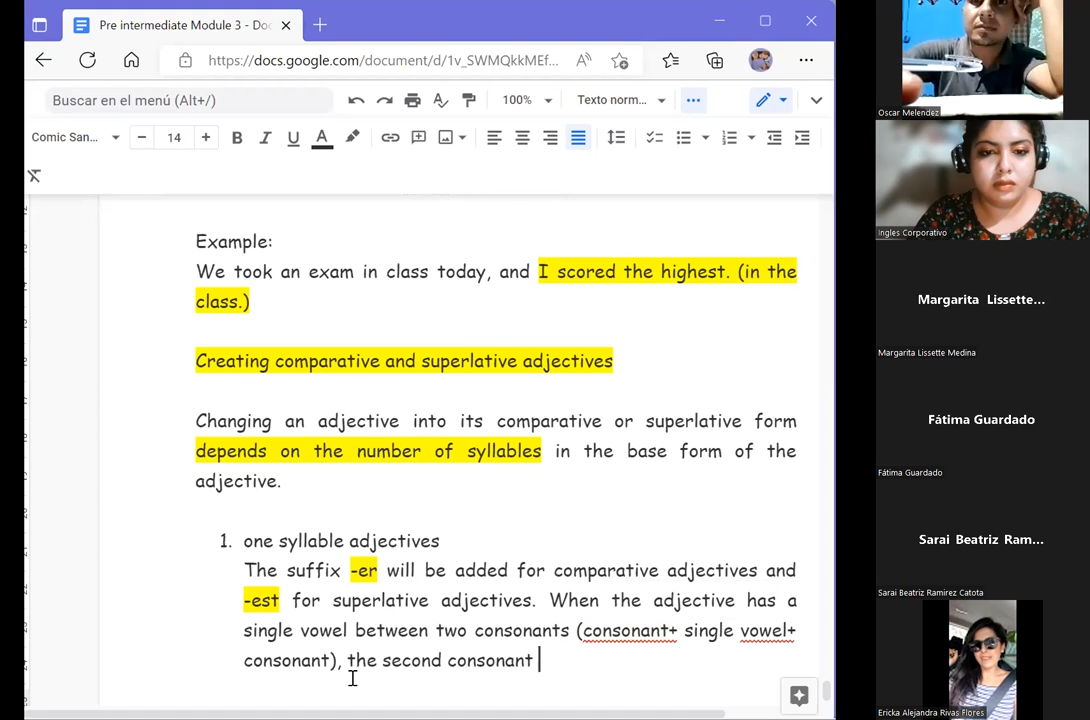 Pre intermediate Module 3 - Doc
https://docs.google.com/document/d/1v_SWMQkkMEf...
Buscar en el menú (Alt+/)
100%
Texto norm...
Comic San...
14
B I U A
Example:
We took an exam in class today, and I scored the highest. (in the
class.)
Creating comparative and superlative adjectives
Changing an adjective into its comparative or superlative form
depends on the number of syllables in the base form of the
adjective.
1. one syllable adjectives
The suffix -er will be added for comparative adjectives and
-est for superlative adjectives. When the adjective has a
single vowel between two consonants (consonant+ single vowel+
consonant), the second consonant
Oscar Melendez
Ingles Corporativo
Margarita Lissette...
Margarita Lissette Medina
Fátima Guardado
Fátima Guardado
Sarai Beatriz Ram...
Sarai Beatriz Ramirez Catota
Ericka Alejandra Rivas Flores